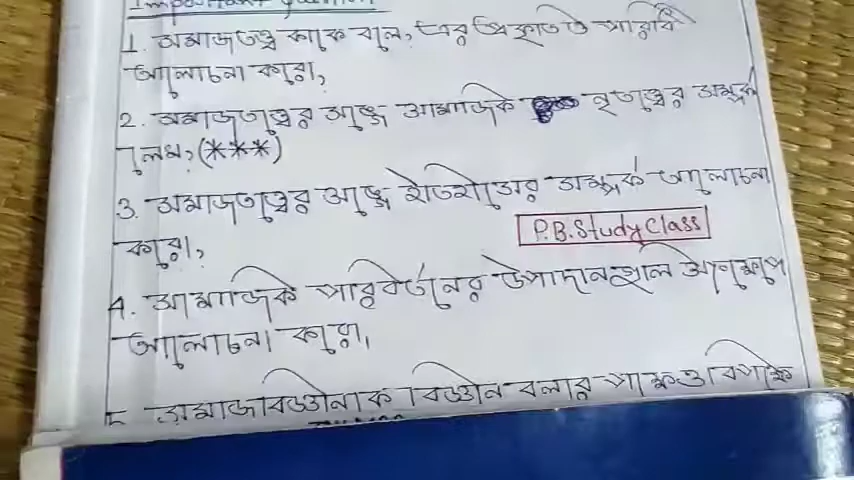 Important Question
1. সমাজতত্ত্ব কাকে বলে, এর প্রকৃতি ও পরিধি
আলোচনা করো,
2. সমাজতত্ত্বের সঙ্গে সামাজিক নৃতত্ত্বের সম্পর্ক
লেখ, (***)
3. সমাজতত্ত্বের সঙ্গে ইতিহাসের সম্পর্ক আলোচনা
করো,
P.B. Study Class
4. সামাজিক পরিবর্তনের উপাদানগুলি সংক্ষেপে
আলোচনা করো,
5 সমাজবিজ্ঞানকে বিজ্ঞান বলার পক্ষে ও বিপক্ষে